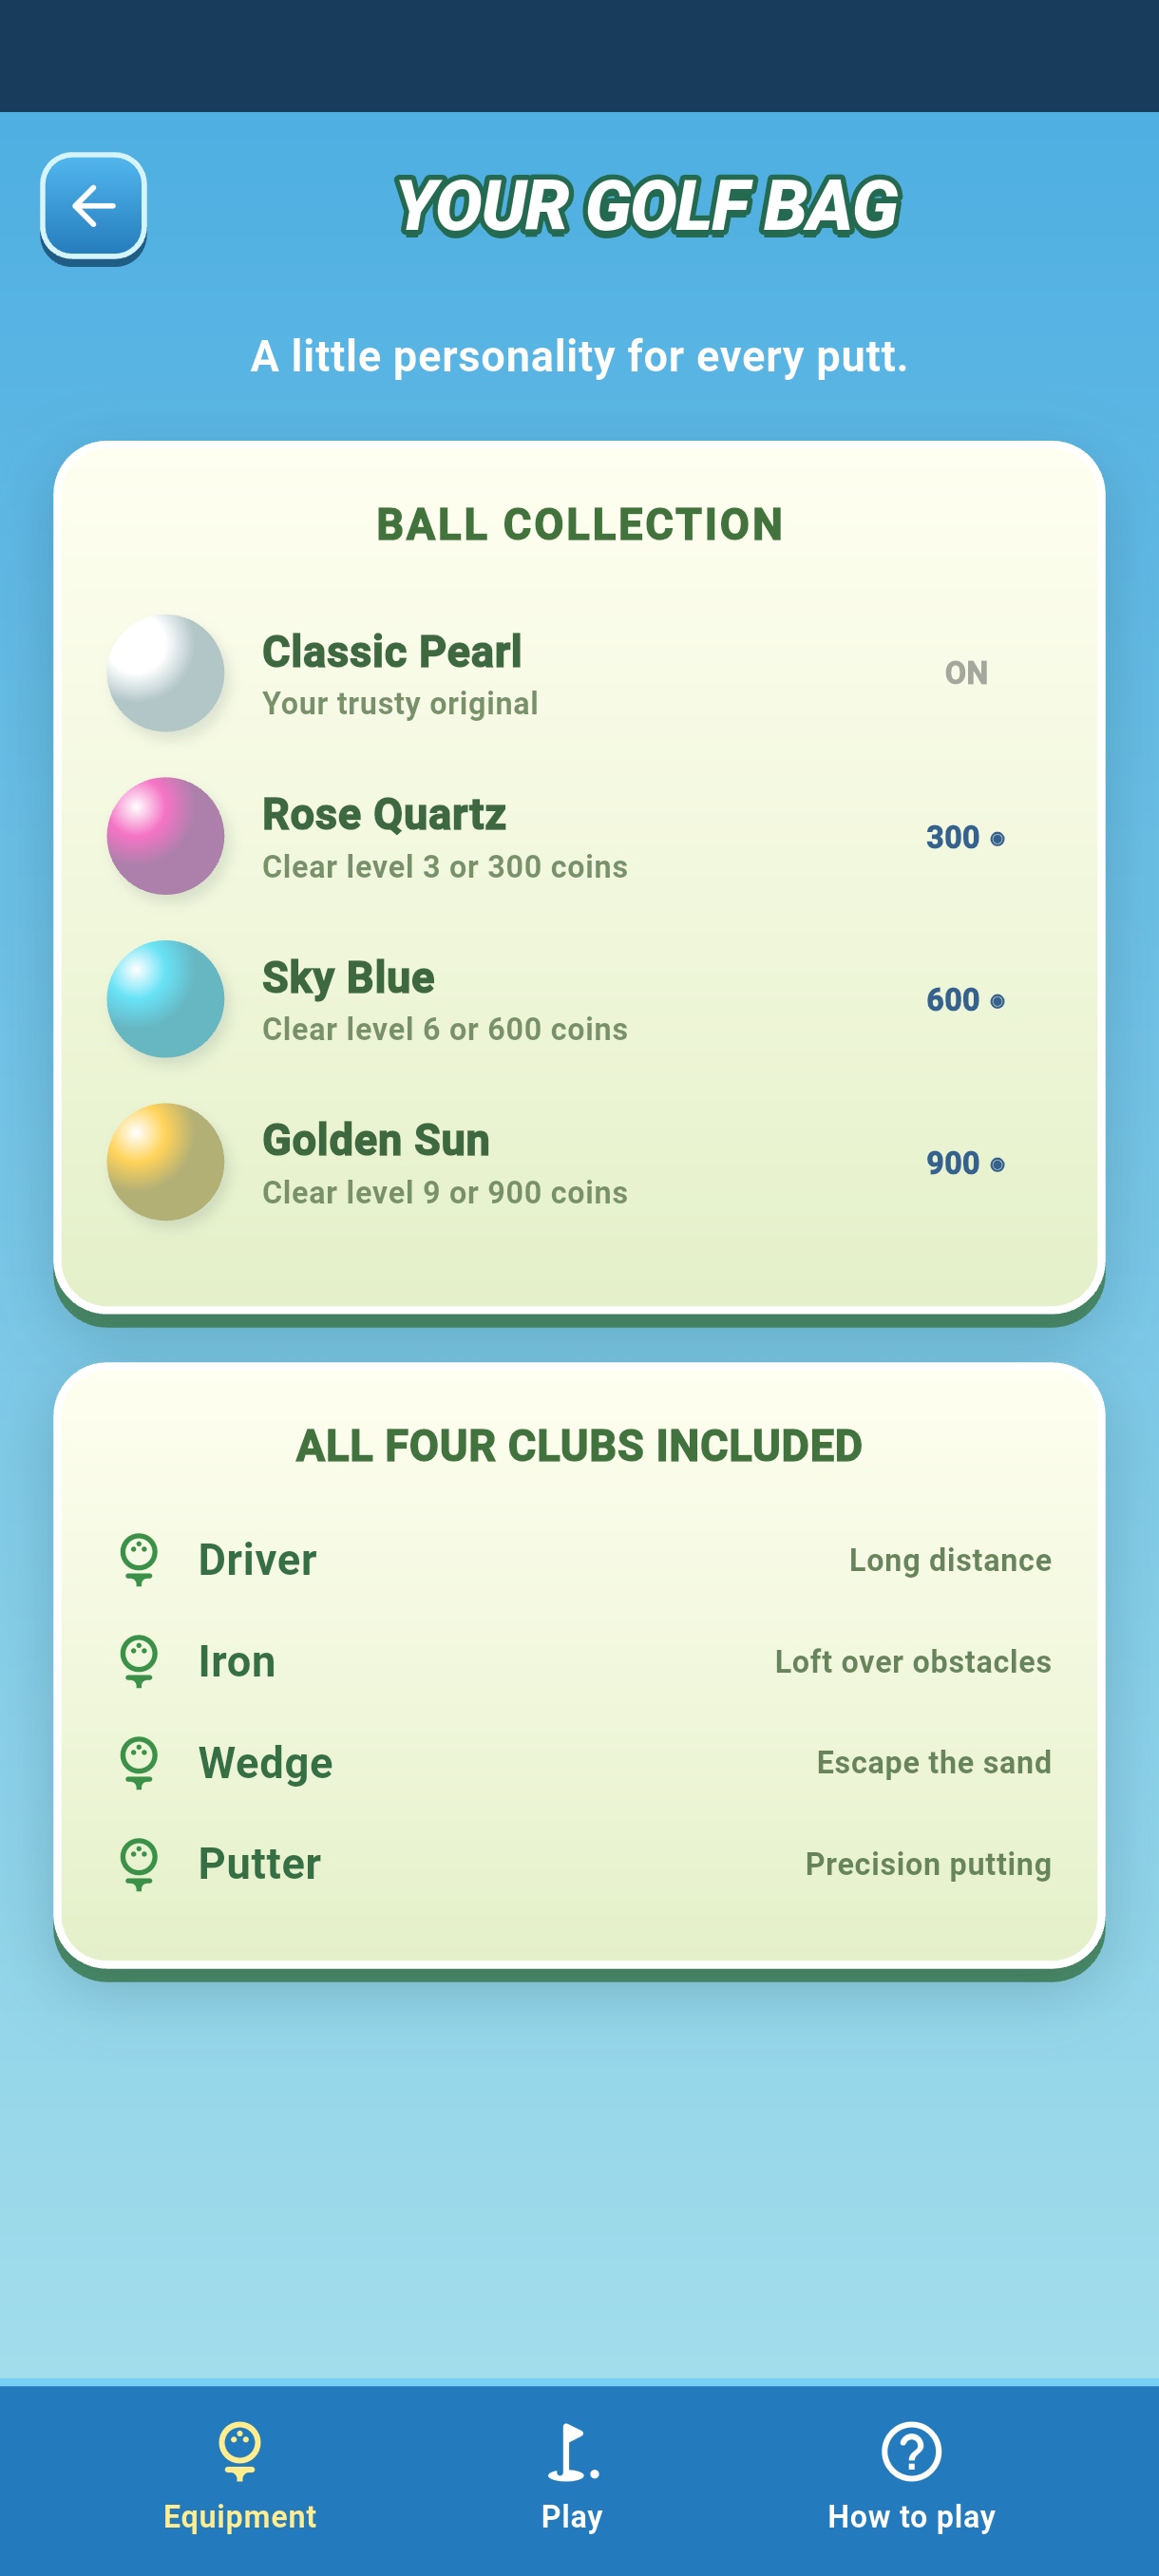 YOUR GOLF BAG
A little personality for every putt.
BALL COLLECTION
Classic Pearl
Your trusty original
ON
Rose Quartz
Clear level 3 or 300 coins
300
Sky Blue
Clear level 6 or 600 coins
600
Golden Sun
Clear level 9 or 900 coins
900
ALL FOUR CLUBS INCLUDED
Driver
Long distance
Iron
Loft over obstacles
Wedge
Escape the sand
Putter
Precision putting
Equipment
Play
How to play